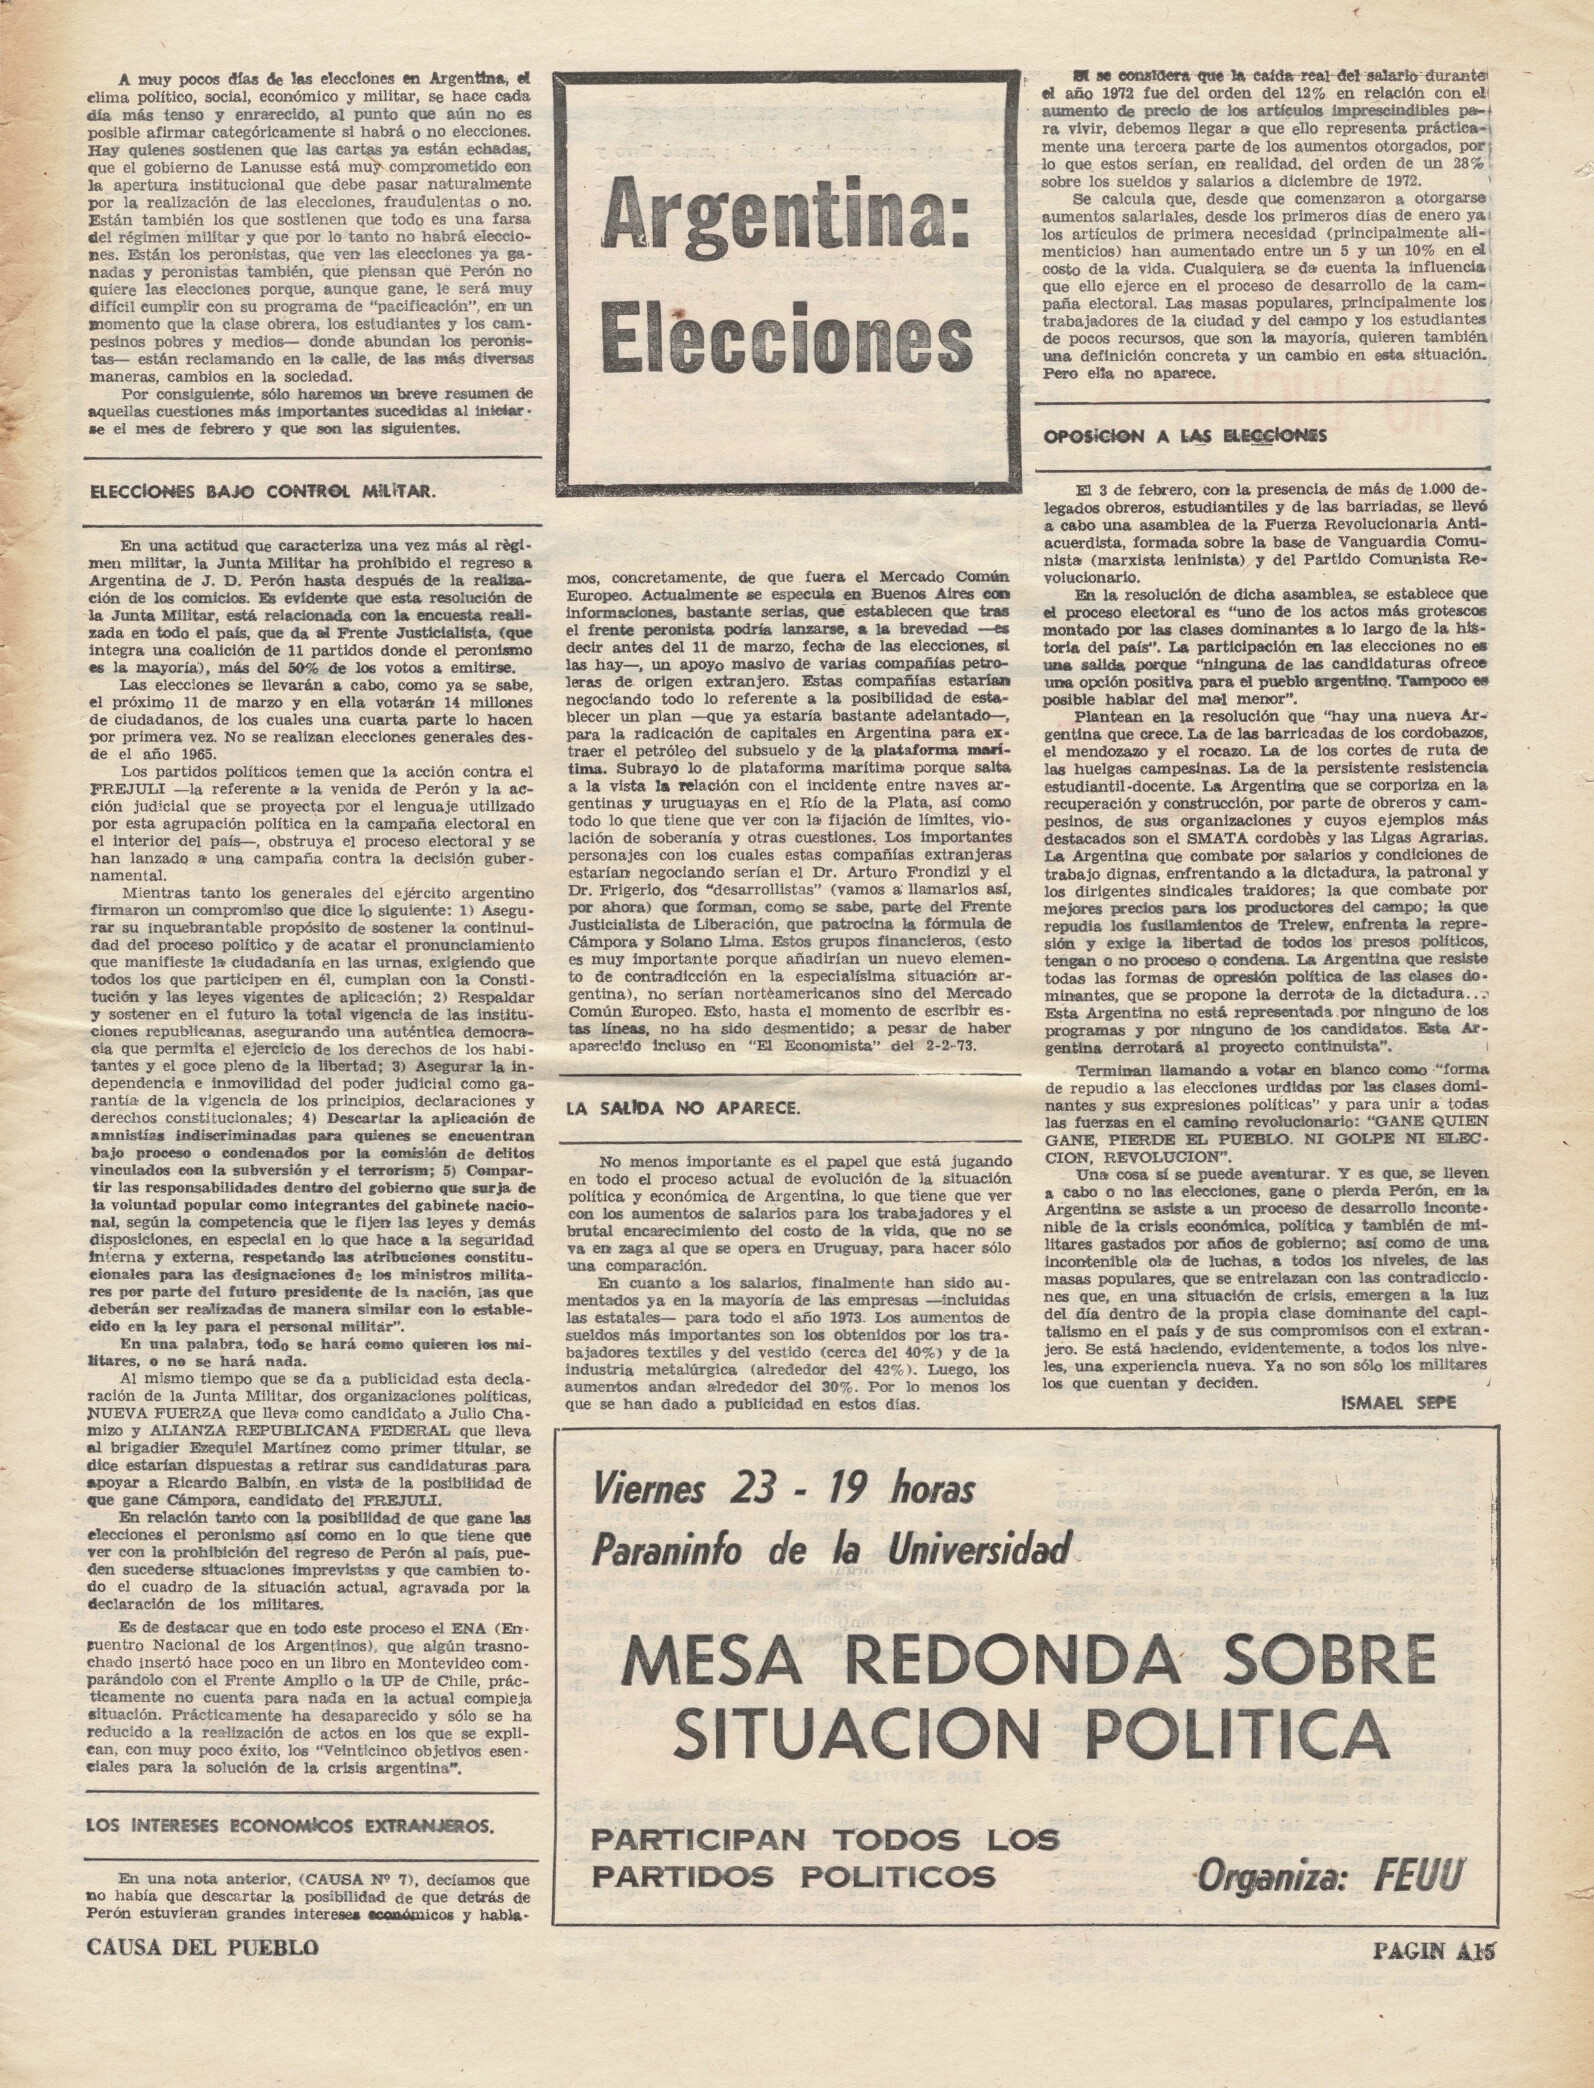 A muy pocos días de las elecciones en Argentina, el
clima político, social, económico y militar, se hace cada
día más tenso y enrarecido, al punto que aún no es
posible afirmar categóricamente si habrá o no elecciones.
Hay quienes sostienen que las cartas ya están echadas,
que el gobierno de Lanusse está muy comprometido con
la apertura institucional que debe pasar naturalmente
por la realización de las elecciones, fraudulentas o no.
Están también los que sostienen que todo es una farsa
del régimen militar y que por lo tanto no habrá eleccio-
nes. Están los peronistas, que ven las elecciones ya ga-
nadas y peronistas también, que piensan que Perón no
quiere las elecciones porque, aunque gane, le será muy
difícil cumplir con su programa de "pacificación", en un
momento que la clase obrera, los estudiantes y los cam-
pesinos pobres y medios— donde abundan los peronis-
tas— están reclamando en la calle, de las más diversas
maneras, cambios en la sociedad.
Por consiguiente, sólo haremos un breve resumen de
aquellas cuestiones más importantes sucedidas al iniciar-
se el mes de febrero y que son las siguientes.
ELECCIONES BAJO CONTROL MILITAR.
En una actitud que caracteriza una vez más al règi-
men militar, la Junta Militar ha prohibido el regreso a
Argentina de J. D. Perón hasta después de la realiza-
ción de los comicios. Es evidente que esta resolución de
la Junta Militar, está relacionada con la encuesta reali-
zada en todo el país, que da al Frente Justicialista, (que
integra una coalición de 11 partidos donde el peronismo
es la mayoría), más del 50% de los votos a emitirse.
Las elecciones se llevarán a cabo, como ya se sabe,
el próximo 11 de marzo y en ella votarán 14 millones
de ciudadanos, de los cuales una cuarta parte lo hacen
por primera vez. No se realizan elecciones generales des-
de el año 1965.
Los partidos políticos temen que la acción contra el
FREJULI —la referente a la venida de Perón y la ac-
ción judicial que se proyecta por el lenguaje utilizado
por esta agrupación política en la campaña electoral en
el interior del país—, obstruya el proceso electoral y se
han lanzado a una campaña contra la decisión guber-
namental.
Mientras tanto los generales del ejército argentino
firmaron un compromiso que dice lo siguiente: 1) Asegu-
rar su inquebrantable propósito de sostener la continui-
dad del proceso político y de acatar el pronunciamiento
que manifieste la ciudadanía en las urnas, exigiendo que
todos los que participen en él, cumplan con la Consti-
tución y las leyes vigentes de aplicación; 2) Respaldar
y sostener en el futuro la total vigencia de las institu-
ciones republicanas, asegurando una auténtica democra-
cia que permita el ejercicio de los derechos de los habi-
tantes y el goce pleno de la libertad; 3) Asegurar la in-
dependencia e inmovilidad del poder judicial como ga-
rantía de la vigencia de los principios, declaraciones y
derechos constitucionales; 4) Descartar la aplicación de
amnistías indiscriminadas para quienes se encuentran
bajo proceso o condenados por la comisión de delitos
vinculados con la subversión y el terrorism; 5) Compar-
tir las responsabilidades dentro del gobierno que surja de
la voluntad popular como integrantes del gabinete nacio-
nal, según la competencia que le fijen las leyes y demás
disposiciones, en especial en lo que hace a la seguridad
interna y externa, respetando las atribuciones constitu-
cionales para las designaciones de los ministros milita-
res por parte del futuro presidente de la nación, las que
deberán ser realizadas de manera similar con lo estable-
cido en la ley para el personal militar".
En una palabra, todo se hará como quieren los mi-
litares, o no se hará nada.
Al mismo tiempo que se da a publicidad esta decla-
ración de la Junta Militar, dos organizaciones políticas,
NUEVA FUERZA que lleva como candidato a Julio Cha-
mizo y ALIANZA REPUBLICANA FEDERAL que lleva
al brigadier Ezequiel Martínez como primer titular, se
dice estarían dispuestas a retirar sus candidaturas para
apoyar a Ricardo Balbín, en vista de la posibilidad de
que gane Cámpora, candidato del FREJULI.
En relación tanto con la posibilidad de que gane las
elecciones el peronismo así como en lo que tiene que
ver con la prohibición del regreso de Perón al país, pue-
den sucederse situaciones imprevistas y que cambien to-
do el cuadro de la situación actual, agravada por la
declaración de los militares.
Es de destacar que en todo este proceso el ENA (En-
cuentro Nacional de los Argentinos), que algún trasno-
chado insertó hace poco en un libro en Montevideo com-
parándolo con el Frente Amplio o la UP de Chile, prác-
ticamente no cuenta para nada en la actual compleja
situación. Prácticamente ha desaparecido y sólo se ha
reducido a la realización de actos en los que se expli-
can, con muy poco éxito, los "Veinticinco objetivos esen-
ciales para la solución de la crisis argentina".
LOS INTERESES ECONOMICOS EXTRANJEROS.
En una nota anterior, (CAUSA Nº 7), decíamos que
no había que descartar la posibilidad de que detrás de
Perón estuvieran grandes intereses económicos y habla-
Argentina:
Elecciones
mos, concretamente, de que fuera el Mercado Común
Europeo. Actualmente se especula en Buenos Aires con
informaciones, bastante serias, que establecen que tras
el frente peronista podría lanzarse, a la brevedad —es
decir antes del 11 de marzo, fecha de las elecciones, si
las hay—, un apoyo masivo de varias compañías petro-
leras de origen extranjero. Estas compañías estarían
negociando todo lo referente a la posibilidad de esta-
blecer un plan —que ya estaría bastante adelantado—,
para la radicación de capitales en Argentina para ex-
traer el petróleo del subsuelo y de la plataforma marí-
tima. Subrayo lo de plataforma marítima porque salta
a la vista la relación con el incidente entre naves ar-
gentinas y uruguayas en el Río de la Plata, así como
todo lo que tiene que ver con la fijación de límites, vio-
lación de soberanía y otras cuestiones. Los importantes
personajes con los cuales estas compañías extranjeras
estarían negociando serían el Dr. Arturo Frondizi y el
Dr. Frigerio, dos "desarrollistas" (vamos a llamarlos así,
por ahora) que forman, como se sabe, parte del Frente
Justicialista de Liberación, que patrocina la fórmula de
Cámpora y Solano Lima. Estos grupos financieros, (esto
es muy importante porque añadirían un nuevo elemen-
to de contradicción en la especialísima situación ar-
gentina), no serían nortèamericanos sino del Mercado
Común Europeo. Esto, hasta el momento de escribir es-
tas líneas, no ha sido desmentido; a pesar de haber
aparecido incluso en "El Economista" del 2-2-73.
LA SALIDA NO APARECE.
No menos importante es el papel que está jugando
en todo el proceso actual de evolución de la situación
política y económica de Argentina, lo que tiene que ver
con los aumentos de salarios para los trabajadores y el
brutal encarecimiento del costo de la vida, que no se
va en zaga al que se opera en Uruguay, para hacer sólo
una comparación.
En cuanto a los salarios, finalmente han sido au-
mentados ya en la mayoría de las empresas —incluidas
las estatales— para todo el año 1973. Los aumentos de
sueldos más importantes son los obtenidos por los tra-
bajadores textiles y del vestido (cerca del 40%) y de la
industria metalúrgica (alrededor del 42%). Luego, los
aumentos andan alrededor del 30%. Por lo menos los
que se han dado a publicidad en estos días.
Si se considera que la caída real del salario durante
el año 1972 fue del orden del 12% en relación con el
aumento de precio de los artículos imprescindibles pa-
ra vivir, debemos llegar a que ello representa práctica-
mente una tercera parte de los aumentos otorgados, por
lo que estos serían, en realidad, del orden de un 28%
sobre los sueldos y salarios a diciembre de 1972.
Se calcula que, desde que comenzaron a otorgarse
aumentos salariales, desde los primeros días de enero ya
los artículos de primera necesidad (principalmente ali-
menticios) han aumentado entre un 5 y un 10% en el
costo de la vida. Cualquiera se da cuenta la influencia
que ello ejerce en el proceso de desarrollo de la cam-
paña electoral. Las masas populares, principalmente los
trabajadores de la ciudad y del campo y los estudiantes
de pocos recursos, que son la mayoría, quieren también
una definición concreta y un cambio en esta situación.
Pero ella no aparece.
OPOSICION A LAS ELECCIONES
El 3 de febrero, con la presencia de más de 1.000 de-
legados obreros, estudiantiles y de las barriadas, se llevó
a cabo una asamblea de la Fuerza Revolucionaria Anti-
acuerdista, formada sobre la base de Vanguardia Comu-
nista (marxista leninista) y del Partido Comunista Re-
volucionario.
En la resolución de dicha asamblea, se establece que
el proceso electoral es "uno de los actos más grotescos
montado por las clases dominantes a lo largo de la his-
toria del país". La participación en las elecciones no es
una salida porque "ninguna de las candidaturas ofrece
una opción positiva para el pueblo argentino. Tampoco es
posible hablar del mal menor".
Plantean en la resolución que "hay una nueva Ar-
gentina que crece. La de las barricadas de los cordobazos,
el mendozazo y el rocazo. La de los cortes de ruta de
las huelgas campesinas. La de la persistente resistencia
estudiantil-docente. La Argentina que se corporiza en la
recuperación y construcción, por parte de obreros y cam-
pesinos, de sus organizaciones y cuyos ejemplos más
destacados son el SMATA cordobès y las Ligas Agrarias.
La Argentina que combate por salarios y condiciones de
trabajo dignas, enfrentando a la dictadura, la patronal y
los dirigentes sindicales traidores; la que combate por
mejores precios para los productores del campo; la que
repudia los fusilamientos de Trelew, enfrenta la repre-
sión y exige la libertad de todos los presos políticos,
tengan o no proceso o condena. La Argentina que resiste
todas las formas de opresión política de las clases do-
minantes, que se propone la derrota de la dictadura...
Esta Argentina no está representada por ninguno de los
programas y por ninguno de los candidatos. Esta Ar-
gentina derrotará al proyecto continuista".
Terminan llamando a votar en blanco como "forma
de repudio a las elecciones urdidas por las clases domi-
nantes y sus expresiones políticas" y para unir a todas
las fuerzas en el camino revolucionario: "GANE QUIEN
GANE, PIERDE EL PUEBLO. NI GOLPE NI ELEC-
CION, REVOLUCION".
Una cosa sí se puede aventurar. Y es que, se lleven
a cabo o no las elecciones, gane o pierda Perón, en la
Argentina se asiste a un proceso de desarrollo inconte-
nible de la crisis económica, política y también de mi-
litares gastados por años de gobierno; así como de una
incontenible ola de luchas, a todos los niveles, de las
masas populares, que se entrelazan con las contradiccio-
nes que, en una situación de crisis, emergen a la luz
del día dentro de la propia clase dominante del capi-
talismo en el país y de sus compromisos con el extran-
jero. Se está haciendo, evidentemente, a todos los nive-
les, una experiencia nueva. Ya no son sólo los militares
los que cuentan y deciden.
ISMAEL SEPE
Viernes 23 - 19 horas
Paraninfo de la Universidad
MESA REDONDA SOBRE
SITUACION POLITICA
PARTICIPAN TODOS LOS
PARTIDOS POLITICOS
Organiza: FEUU
CAUSA DEL PUEBLO
PAGIN A15